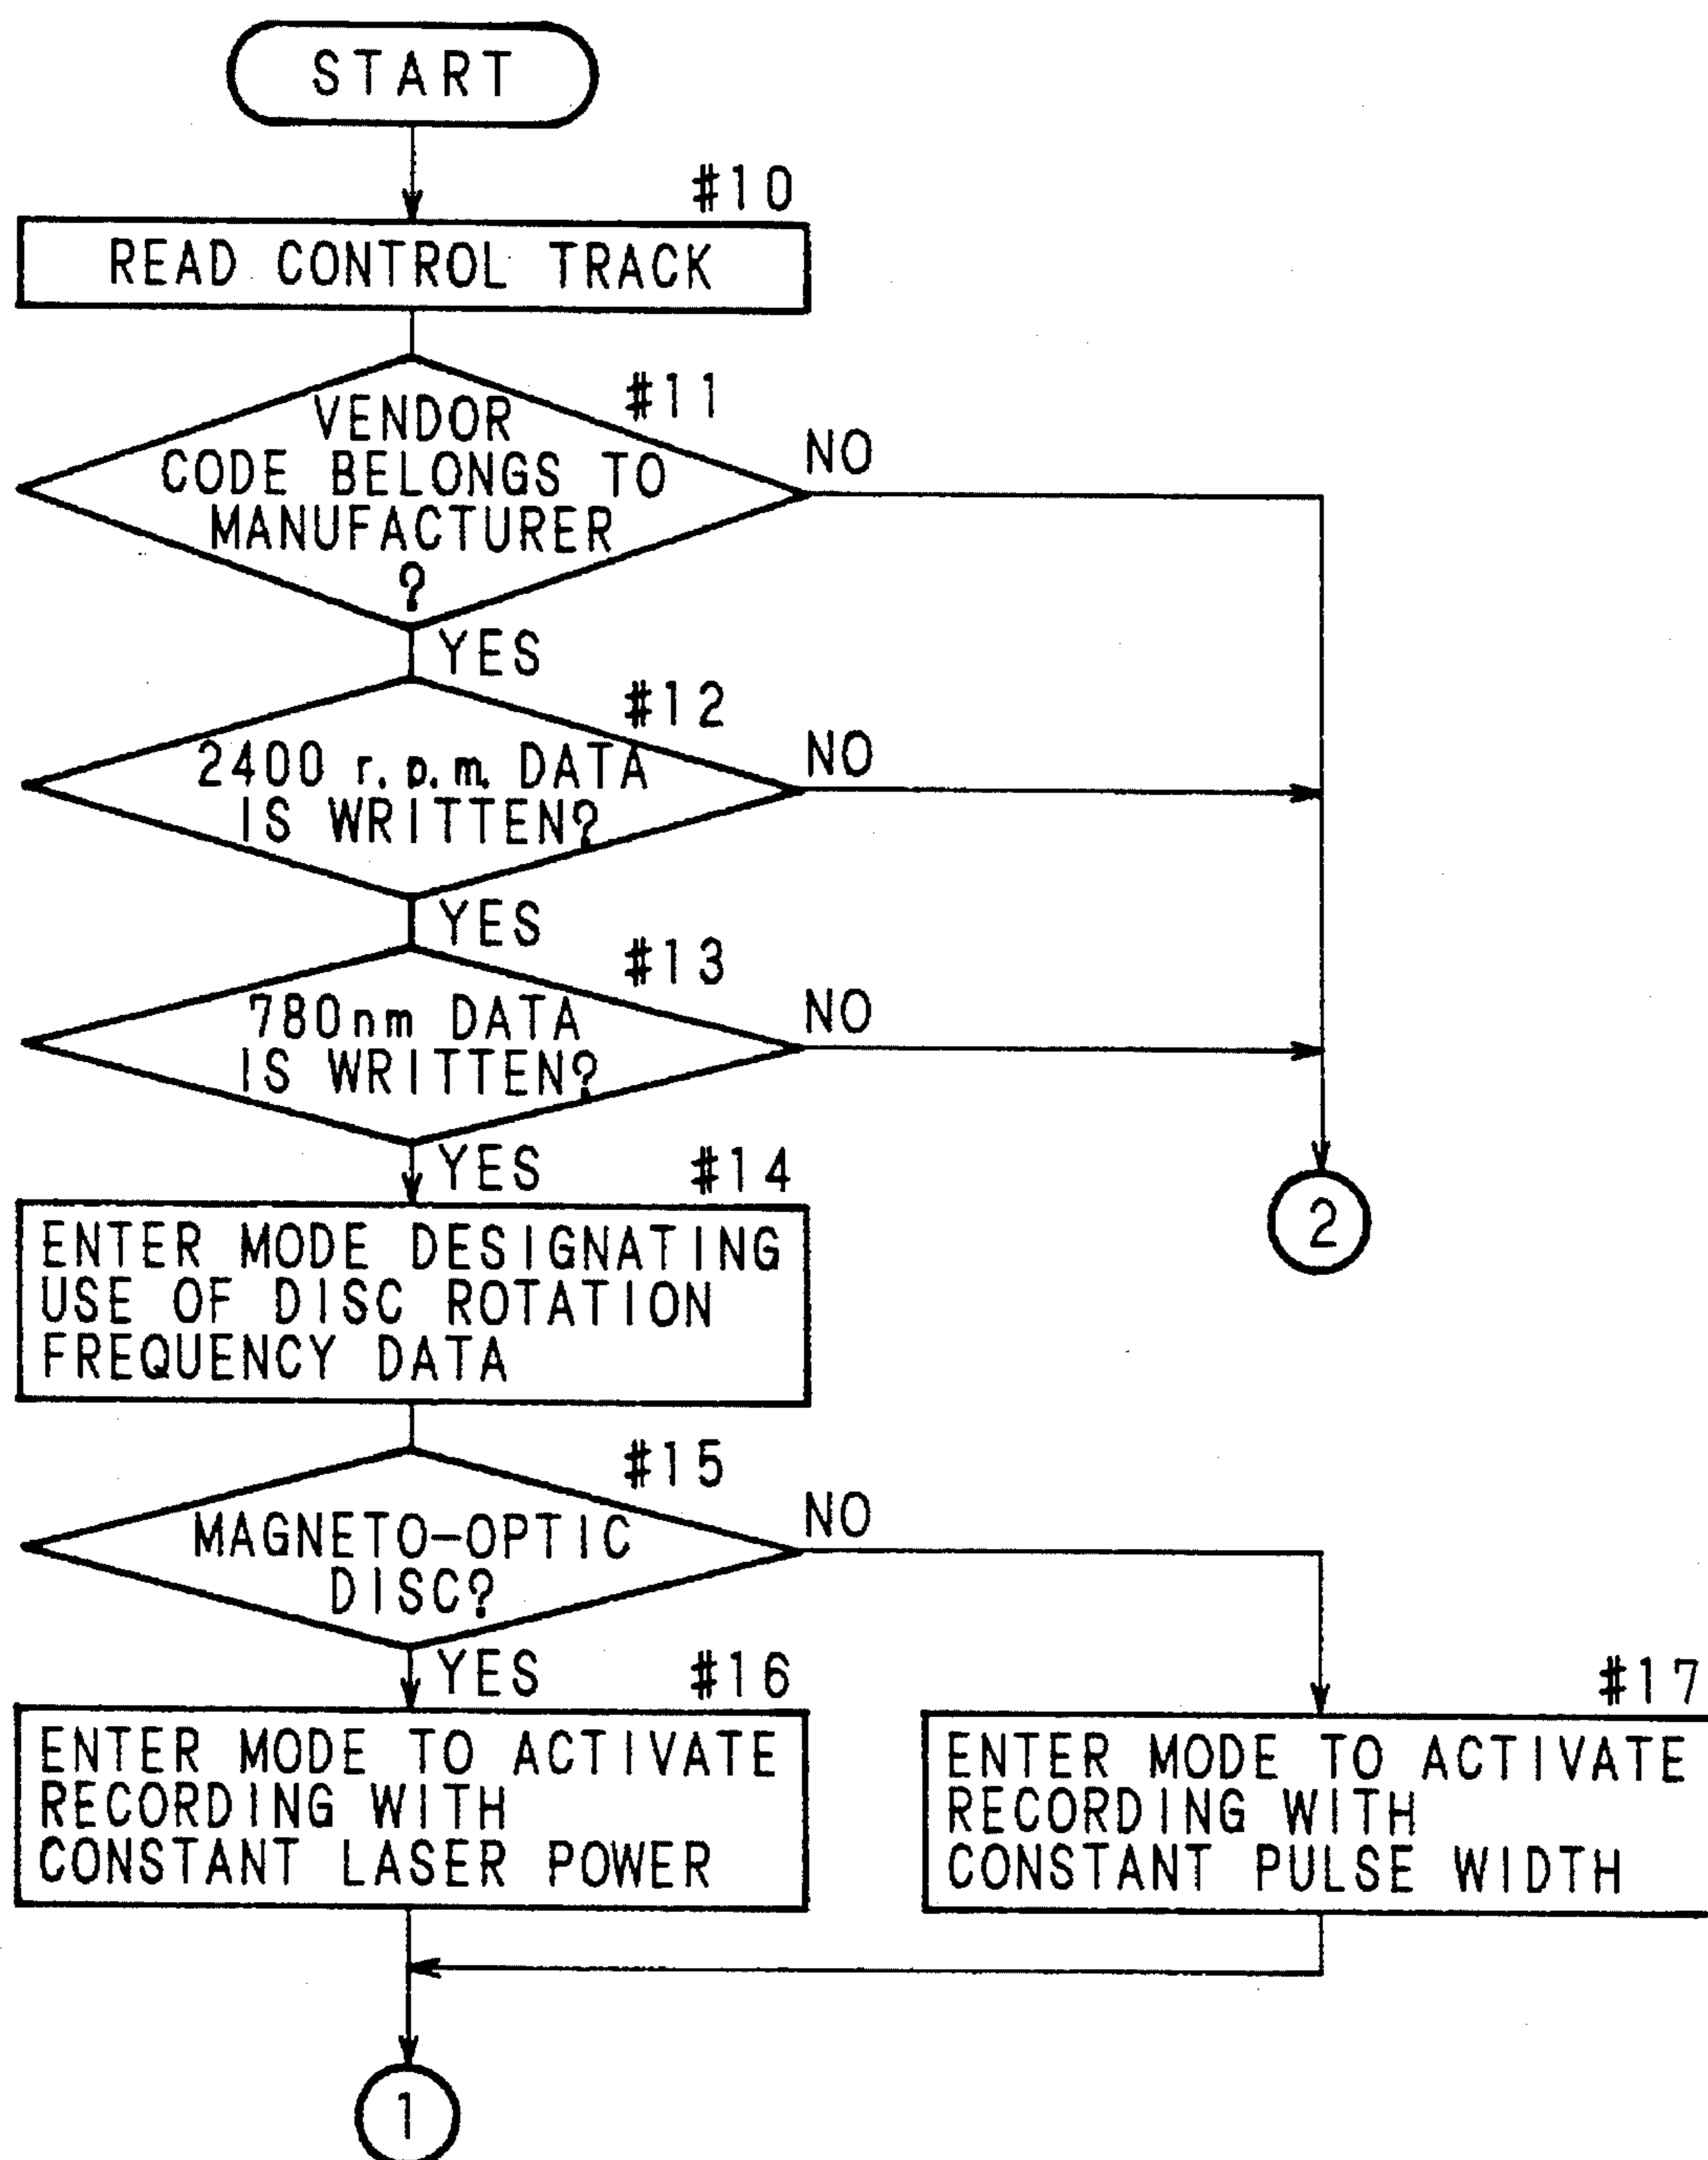 START
#10
READ CONTROL TRACK
#11
VENDOR
CODE BELONGS TO
MANUFACTURER
?
NO
YES
#12
2400 r.p.m. DATA
IS WRITTEN?
NO
YES
#13
780nm DATA
IS WRITTEN?
NO
YES
#14
ENTER MODE DESIGNATING
USE OF DISC ROTATION
FREQUENCY DATA
2
#15
MAGNETO-OPTIC
DISC?
NO
YES
#16
ENTER MODE TO ACTIVATE
RECORDING WITH
CONSTANT LASER POWER
#17
ENTER MODE TO ACTIVATE
RECORDING WITH
CONSTANT PULSE WIDTH
1